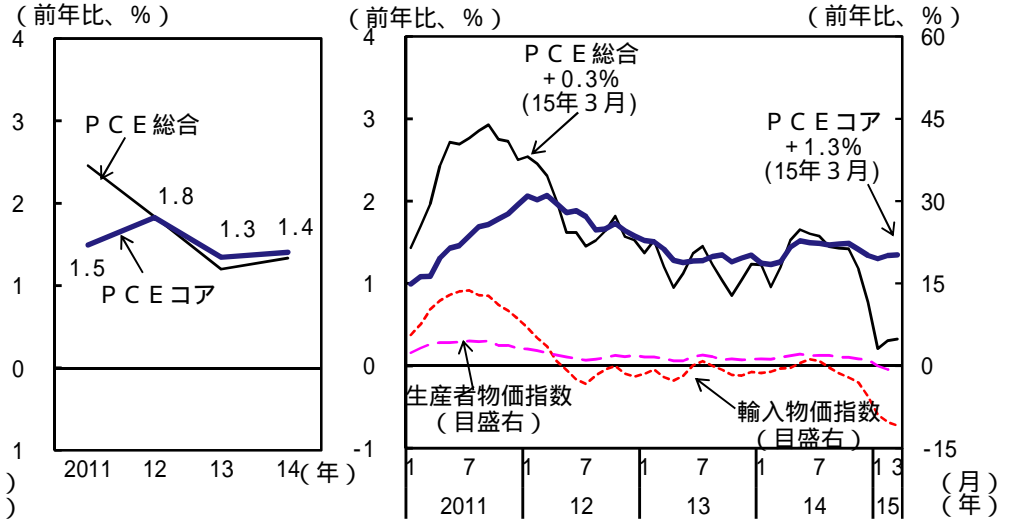 （前年比、％）
4
3
2
1
0
1
ＰＣＥ総合
1.8
1.3
1.4
1.5
ＰＣＥコア
2011 12 13 14（年）
）
）
（前年比、％）
（前年比、％）
4
3
2
1
0
-1
60
45
30
15
0
-15
ＰＣＥ総合
+0.3%
(15年３月)
ＰＣＥコア
+1.3%
(15年３月)
生産者物価指数
（目盛右）
輸入物価指数
（目盛右）
1 7 1 7 1 7 1 7 1 3（月）
2011 12 13 14 15（年）